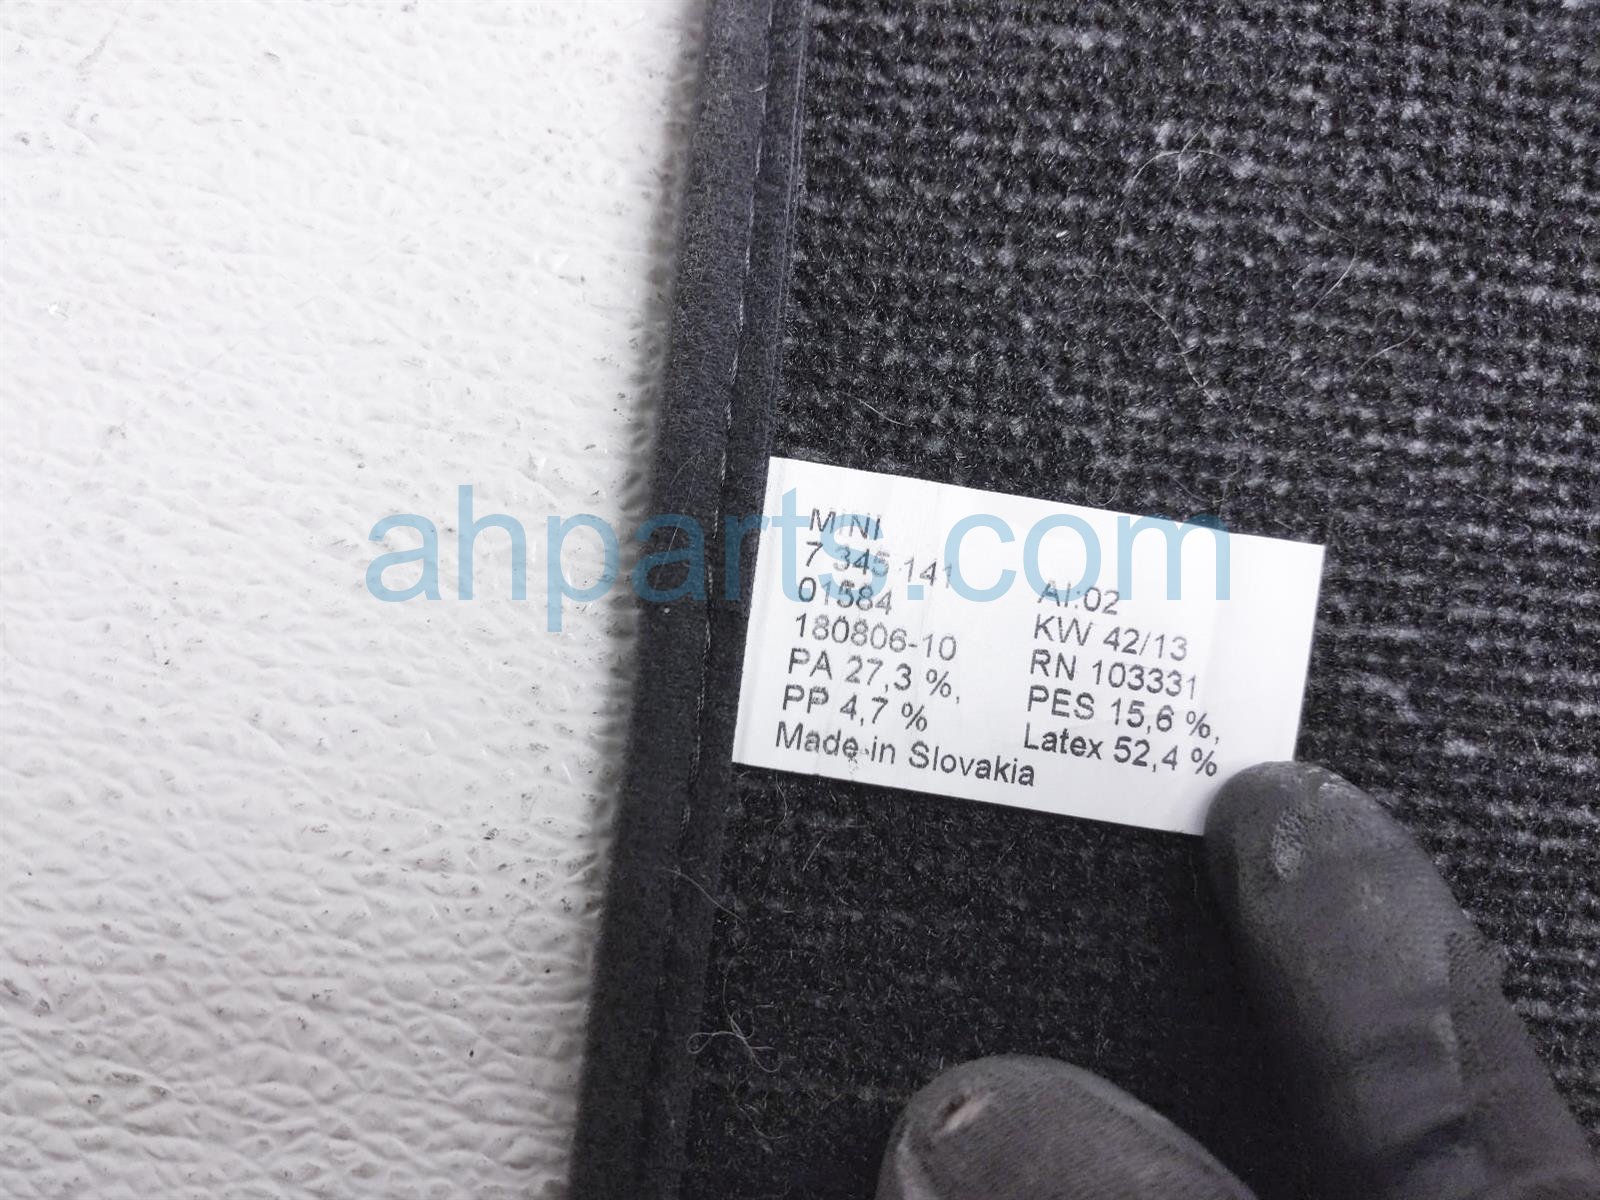 MINI
7 345 141
01584 AI:02
180806-10 KW 42/13
PA 27,3 %, RN 103331
PP 4,7 % PES 15,6 %,
Made in Slovakia Latex 52,4 %
ahparts.com